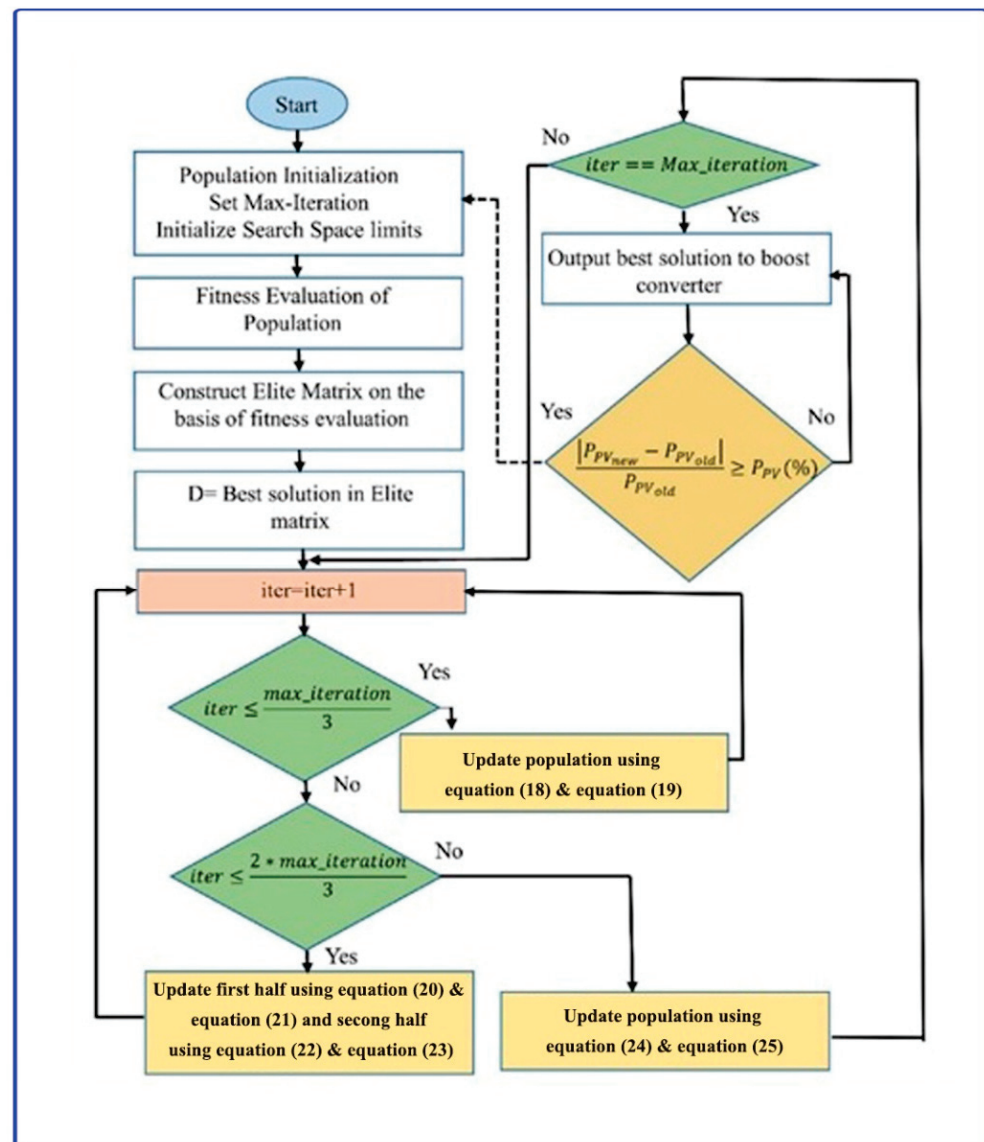 Start
Population Initialization
Set Max-Iteration
Initialize Search Space limits
Fitness Evaluation of
Population
Construct Elite Matrix on the
basis of fitness evaluation
D= Best solution in Elite
matrix
iter=iter+1
iter ≤ max_iteration / 3
Yes
Update population using
equation (18) & equation (19)
No
iter ≤ 2 * max_iteration / 3
No
Yes
Update first half using equation (20) &
equation (21) and secong half
using equation (22) & equation (23)
Update population using
equation (24) & equation (25)
No
iter == Max_iteration
Yes
Output best solution to boost
converter
Yes
No
|P_PV_new − P_PV_old| / P_PV_old ≥ P_PV(%)